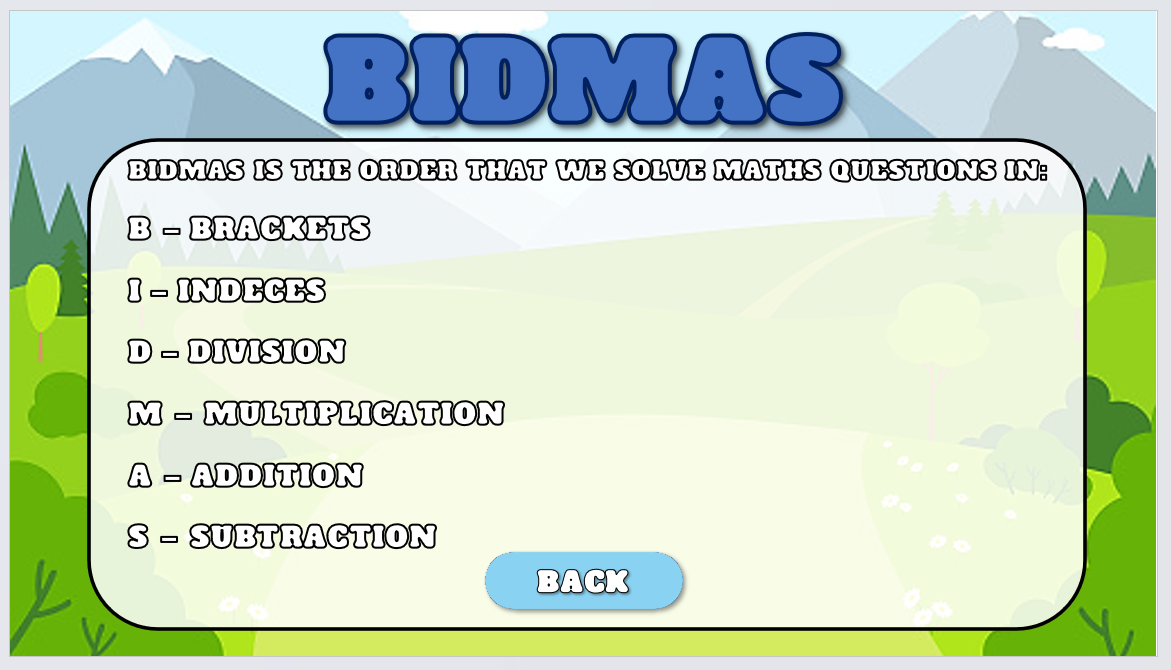 BIDMAS
BIDMAS IS THE ORDER THAT WE SOLVE MATHS QUESTIONS IN:
B – BRACKETS
I – INDECES
D – DIVISION
M – MULTIPLICATION
A – ADDITION
S – SUBTRACTION
BACK